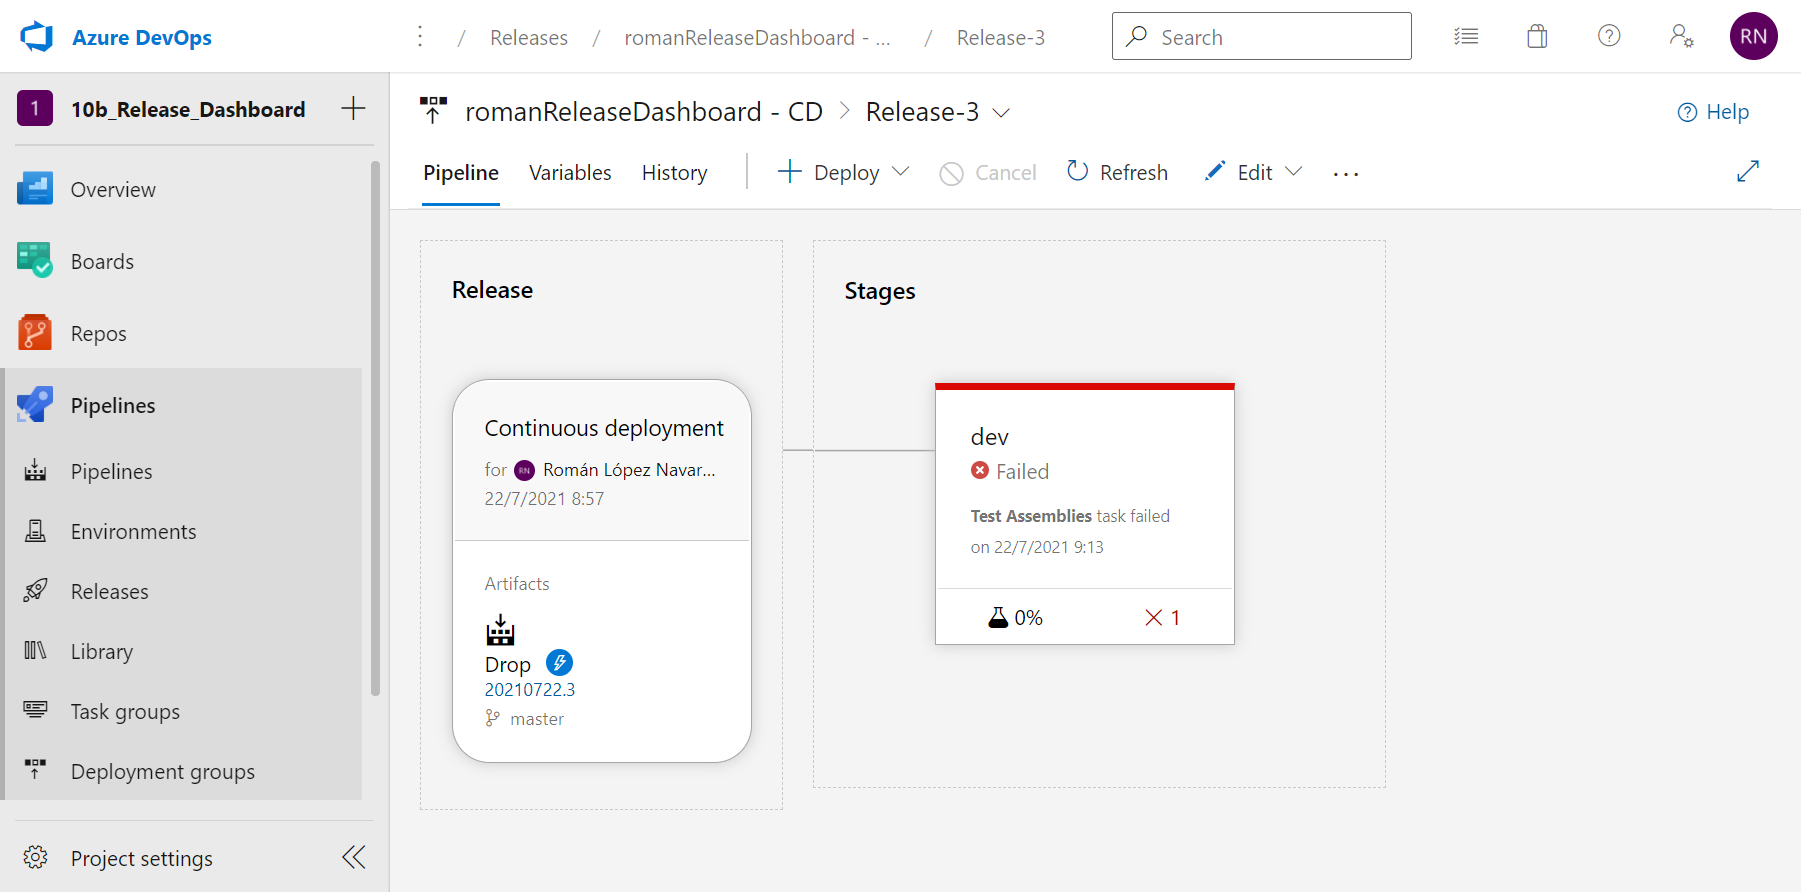 Azure DevOps
/ Releases / romanReleaseDashboard - ... / Release-3
Search
RN
1 10b_Release_Dashboard
Overview
Boards
Repos
Pipelines
Pipelines
Environments
Releases
Library
Task groups
Deployment groups
Project settings
romanReleaseDashboard - CD > Release-3
Help
Pipeline Variables History Deploy Cancel Refresh Edit ...
Release
Continuous deployment
for RN Román López Navar...
22/7/2021 8:57
Artifacts
Drop
20210722.3
master
Stages
dev
Failed
Test Assemblies task failed
on 22/7/2021 9:13
0% 1